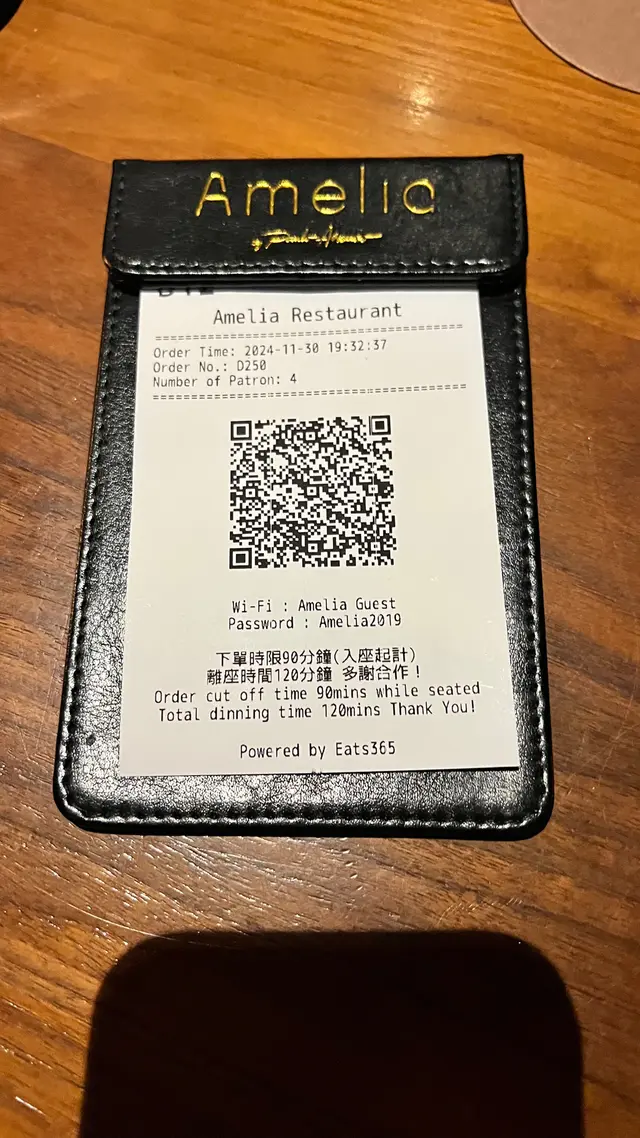 Amelia
Amelia Restaurant
Order Time: 2024-11-30 19:32:37
Order No.: D250
Number of Patron: 4
Wi-Fi : Amelia Guest
Password : Amelia2019
下單時限90分鐘(入座起計)
離座時間120分鐘 多謝合作！
Order cut off time 90mins while seated
Total dinning time 120mins Thank You!
Powered by Eats365